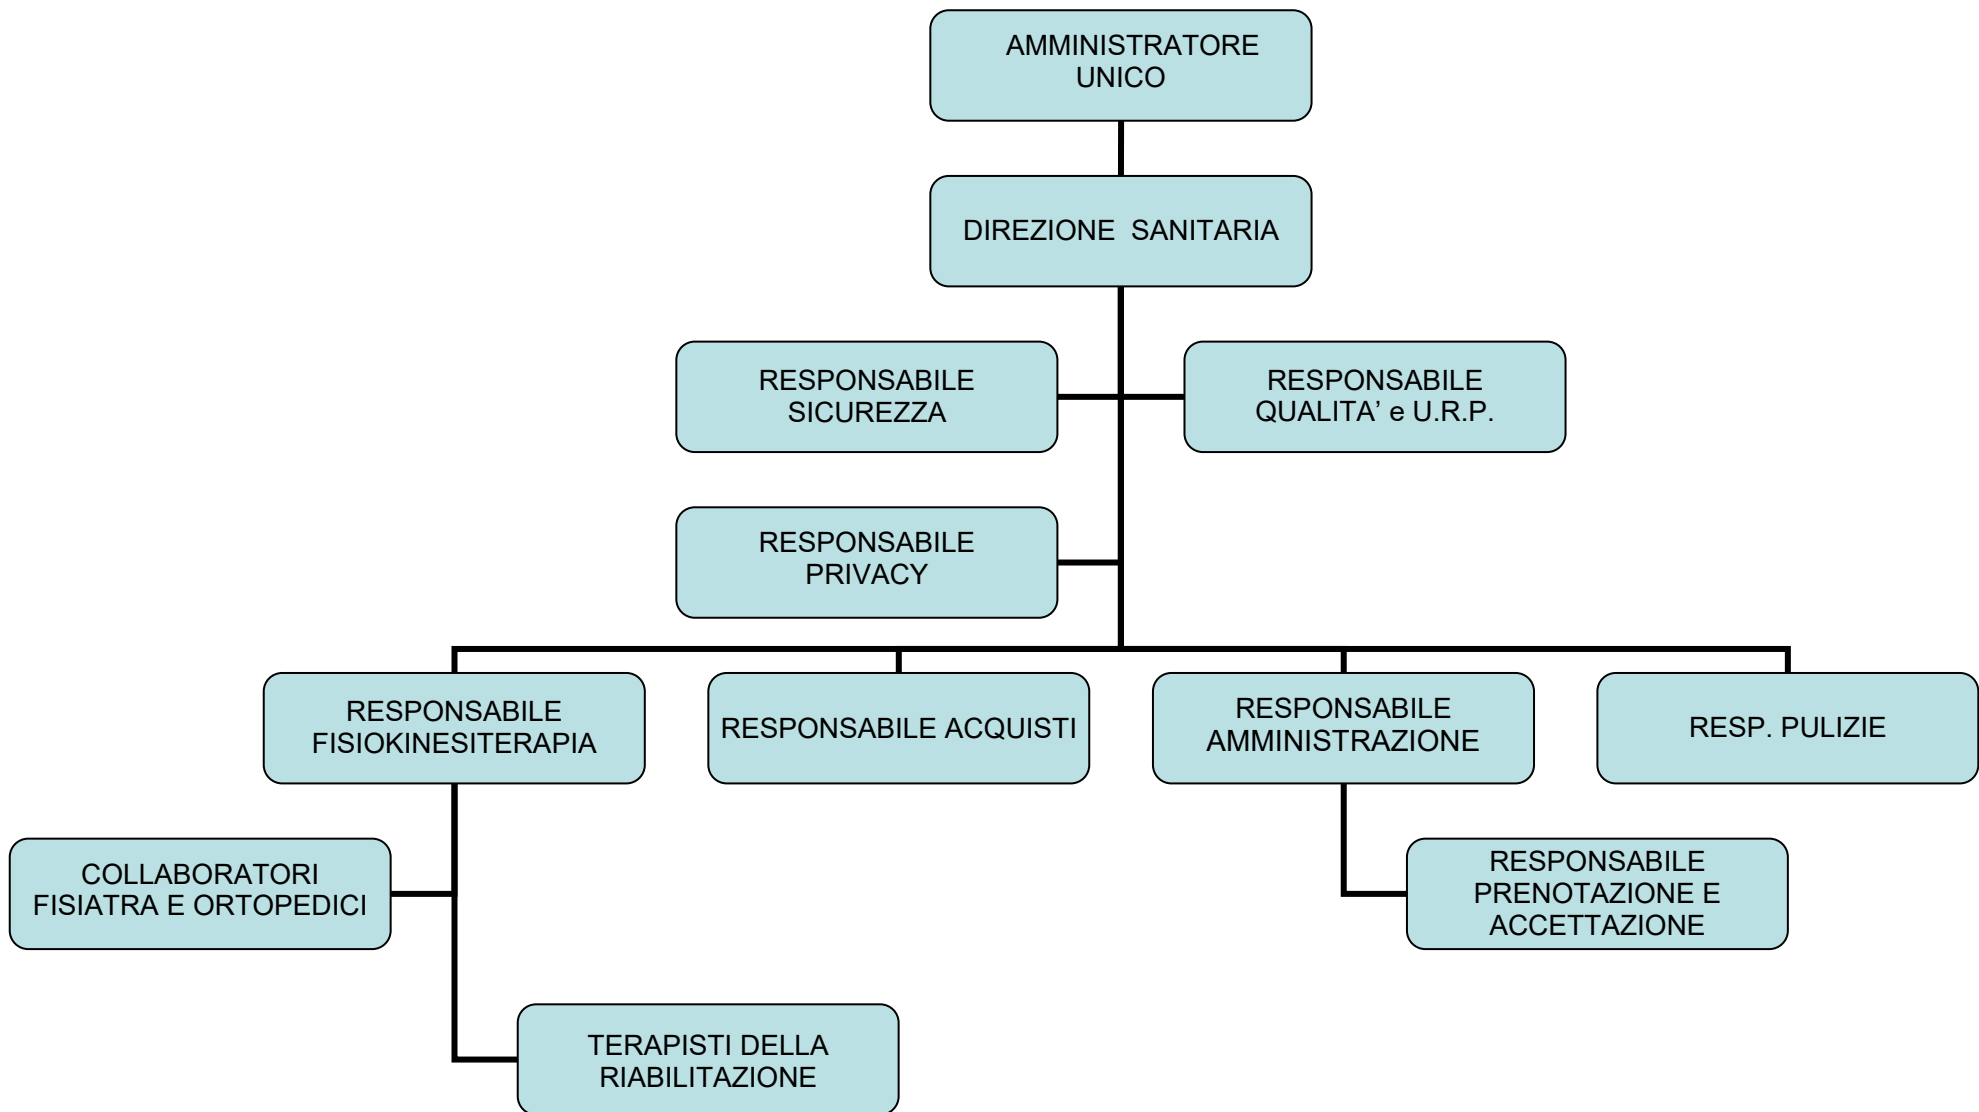 AMMINISTRATORE
UNICO
DIREZIONE SANITARIA
RESPONSABILE
SICUREZZA
RESPONSABILE
QUALITA’ e U.R.P.
RESPONSABILE
PRIVACY
RESPONSABILE
FISIOKINESITERAPIA
RESPONSABILE ACQUISTI
RESPONSABILE
AMMINISTRAZIONE
RESP. PULIZIE
COLLABORATORI
FISIATRA E ORTOPEDICI
RESPONSABILE
PRENOTAZIONE E
ACCETTAZIONE
TERAPISTI DELLA
RIABILITAZIONE